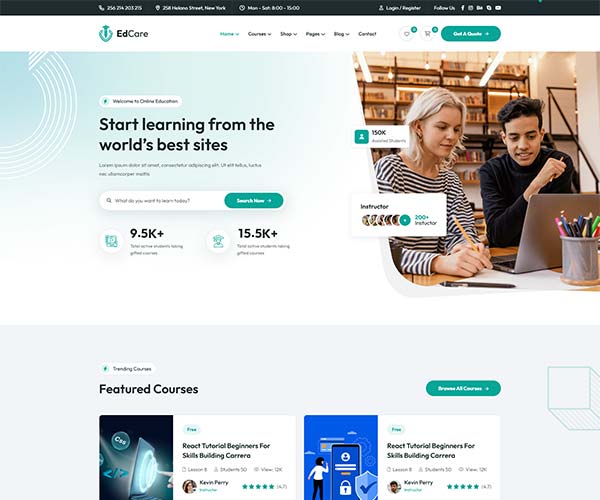 256 214 203 215
258 Helano Street, New York
Mon - Sat: 8:00 - 15:00
Login / Register
Follow Us
EdCare
Home
Courses
Shop
Pages
Blog
Contact
0
0
Get A Quote
Welcome to Online Education
Start learning from the
world's best sites
Lorem ipsum dolor sit amet, consectetur adipiscing elit. Ut elit tellus, luctus
nec ullamcorper mattis
What do you want to learn today?
Search Now
9.5K+
Total active students taking
gifted courses
15.5K+
Total active students taking
gifted courses
150K
Assisted Students
Instructor
200+
Instuctor
Trending Courses
Featured Courses
Browse All Courses
Css
</>
Free
React Tutorial Beginners For
Skills Building Carrera
Lesson 8
Students 50
View: 12K
Kevin Perry
Instructor
(4.7)
Free
React Tutorial Beginners For
Skills Building Carrera
Lesson 8
Students 50
View: 12K
Kevin Perry
Instructor
(4.7)